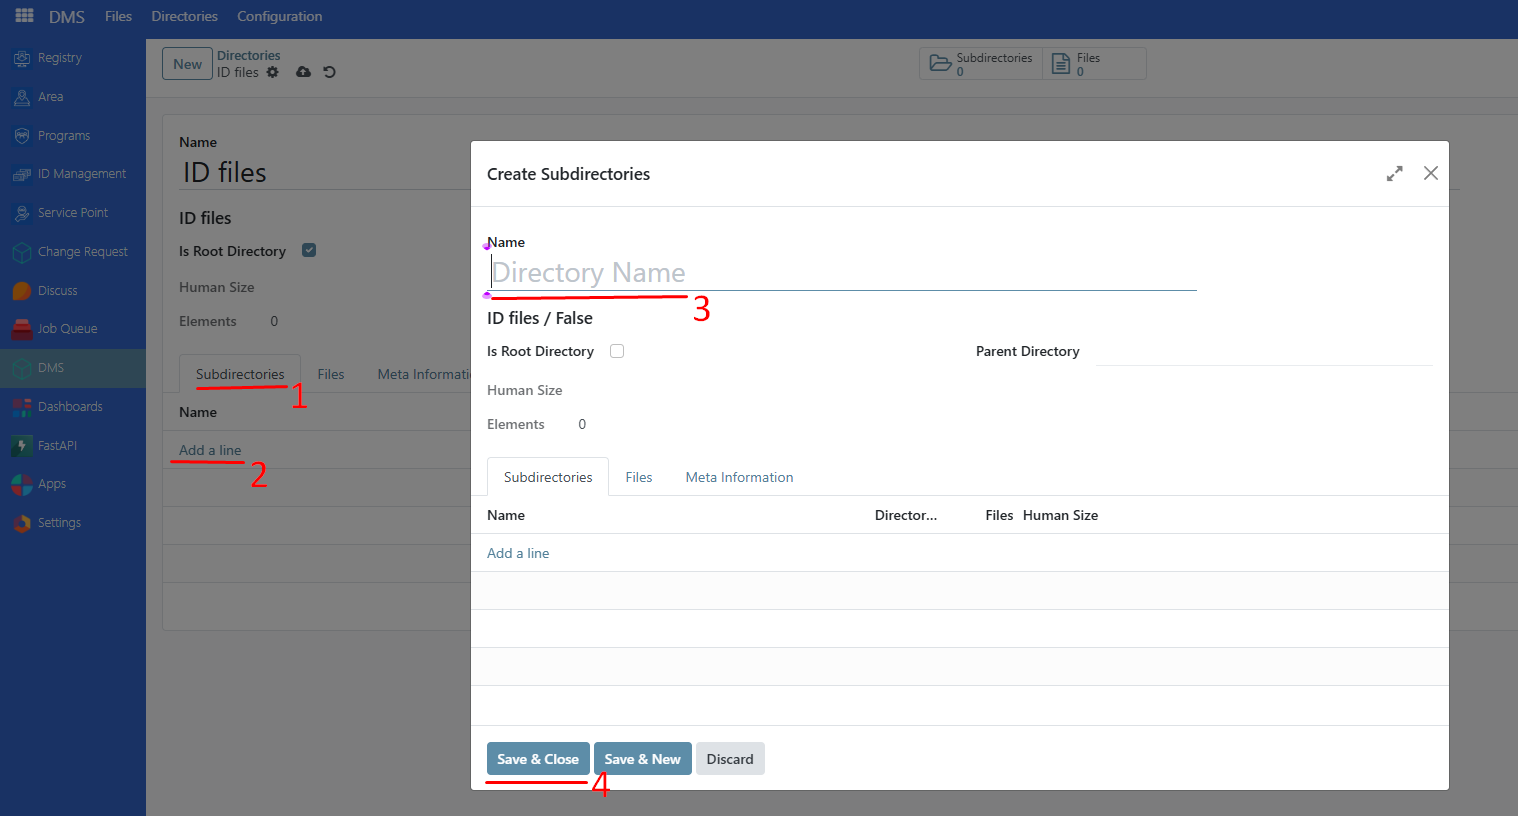 DMS Files Directories Configuration
Registry
Area
Programs
ID Management
Service Point
Change Request
Discuss
Job Queue
DMS
Dashboards
FastAPI
Apps
Settings
New
Directories
ID files
Subdirectories
0
Files
0
Name
ID files
ID files
Is Root Directory
Human Size
Elements 0
Subdirectories Files Meta Informati
1
Name
Add a line
2
Create Subdirectories
Name
Directory Name
3
ID files / False
Is Root Directory Parent Directory
Human Size
Elements 0
Subdirectories Files Meta Information
Name Director... Files Human Size
Add a line
Save & Close Save & New Discard
4